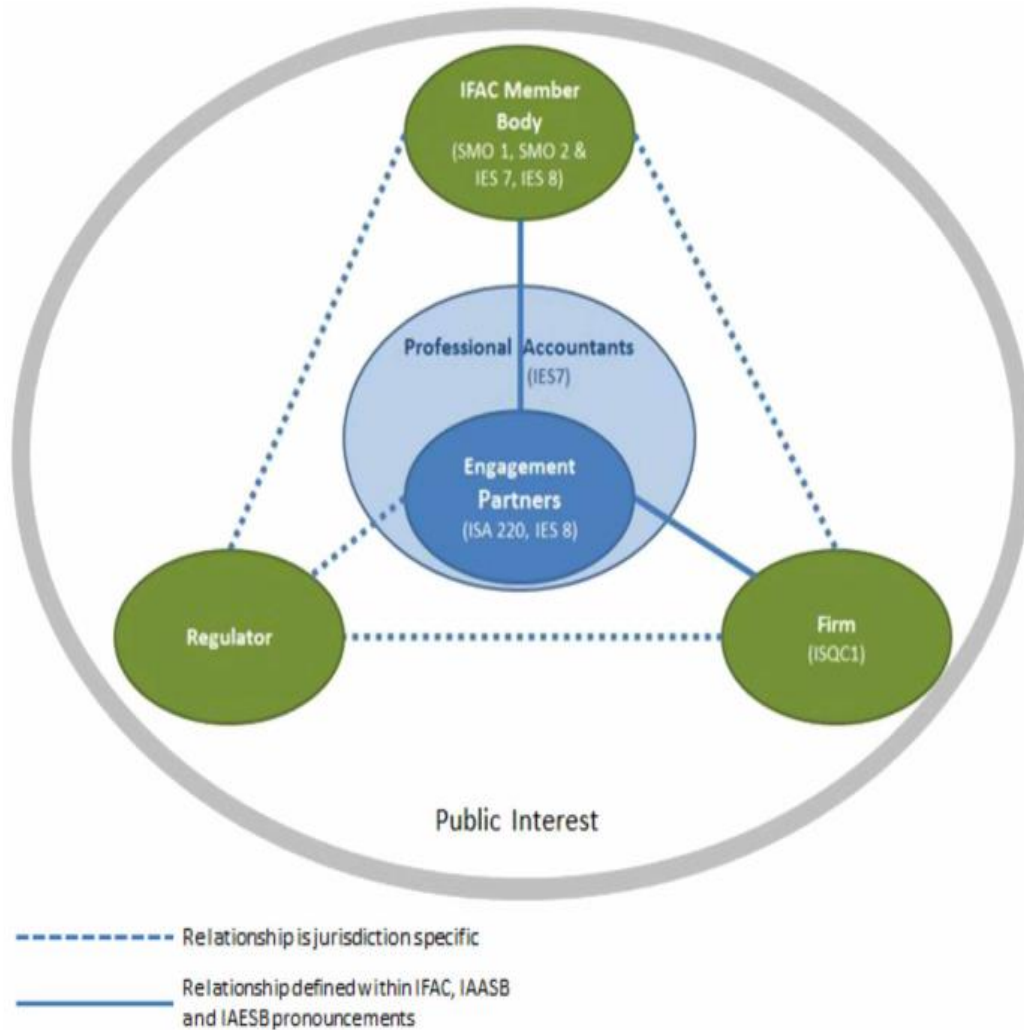 IFAC Member
Body
(SMO 1, SMO 2 &
IES 7, IES 8)
Professional Accountants
(IES7)
Engagement
Partners
(ISA 220, IES 8)
Regulator
Firm
(ISQC1)
Public Interest
Relationship is jurisdiction specific
Relationship defined within IFAC, IAASB
and IAESB pronouncements